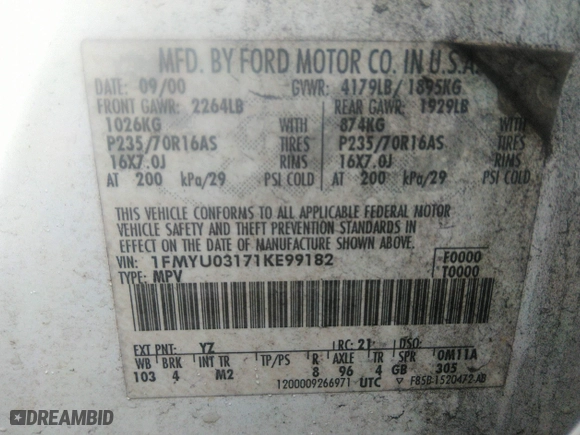 MFD. BY FORD MOTOR CO. IN U.S.A.
DATE: 09/00 GVWR: 4179LB/ 1895KG
FRONT GAWR: 2264LB REAR GAWR: 1929LB
1026KG WITH 874KG WITH
P235/70R16AS TIRES P235/70R16AS TIRES
16X7.0J RIMS 16X7.0J RIMS
AT 200 kPa/29 PSI COLD AT 200 kPa/29 PSI COLD
THIS VEHICLE CONFORMS TO ALL APPLICABLE FEDERAL MOTOR
VEHICLE SAFETY AND THEFT PREVENTION STANDARDS IN
EFFECT ON THE DATE OF MANUFACTURE SHOWN ABOVE.
VIN: 1FMYU03171KE99182 E0000
TYPE: MPV T0000
EXT PNT: YZ RC: 21 DSO:
WB INT TR TP/PS R AXLE TR SPR 0M11A
103 4 M2 8 96 4 GB 305
1200009266971 UTC F85B-1520472-AB
DREAMBID